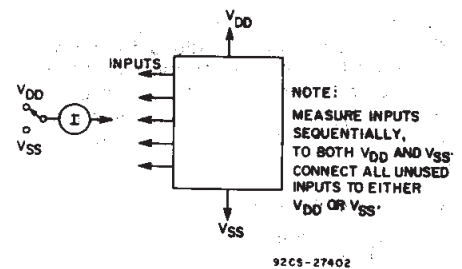 VDD
INPUTS
VDD
I
VSS
NOTE:
MEASURE INPUTS
SEQUENTIALLY,
TO BOTH VDD AND VSS.
CONNECT ALL UNUSED
INPUTS TO EITHER
VDD OR VSS.
VSS
92CS-27402